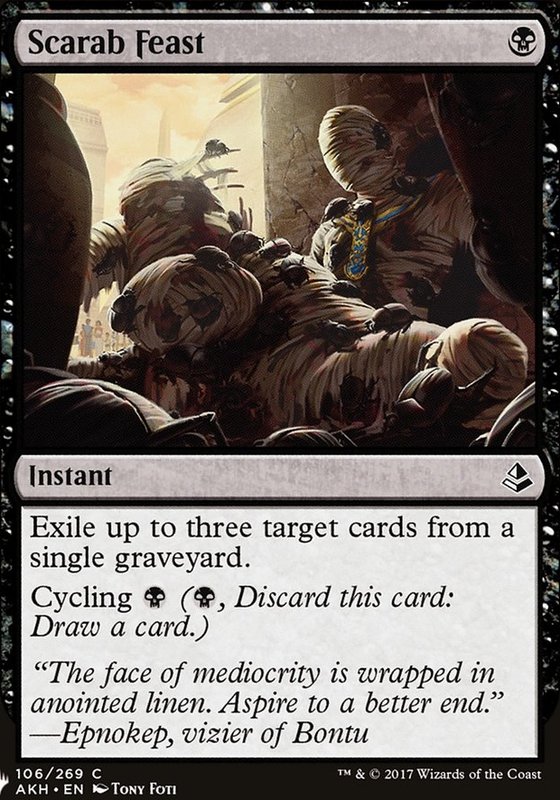 Scarab Feast
Instant
Exile up to three target cards from a
single graveyard.
Cycling (, Discard this card:
Draw a card.)
“The face of mediocrity is wrapped in
anointed linen. Aspire to a better end.”
—Epnokep, vizier of Bontu
106/269 C
AKH • EN Tony Foti
™ & © 2017 Wizards of the Coast